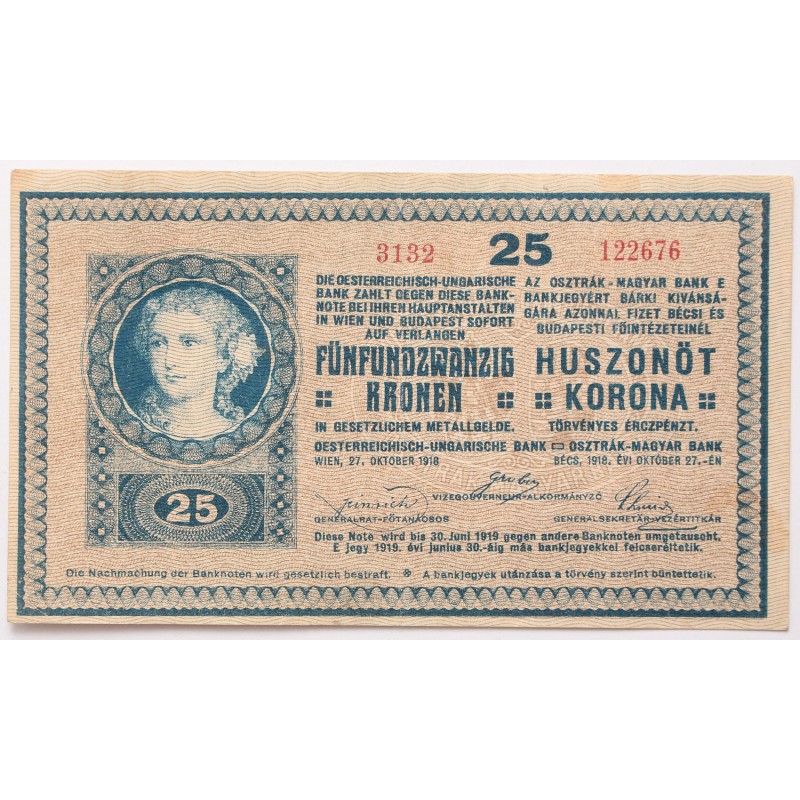 3132 25 122676
DIE OESTERREICHISCH-UNGARISCHE
BANK ZAHLT GEGEN DIESE BANK-
NOTE BEI IHREN HAUPTANSTALTEN
IN WIEN UND BUDAPEST SOFORT
AUF VERLANGEN
FÜNFUNDZWANZIG
KRONEN
IN GESETZLICHEM METALLGELDE.
AZ OSZTRÁK-MAGYAR BANK E
BANKJEGYÉRT BÁRKI KIVÁNSÁ-
GÁRA AZONNAL FIZET BÉCSI ÉS
BUDAPESTI FŐINTÉZETEINÉL
HUSZONÖT
KORONA
TÖRVÉNYES ÉRCZPÉNZT.
OESTERREICHISCH-UNGARISCHE BANK OSZTRÁK-MAGYAR BANK
WIEN, 27. OKTOBER 1918 BÉCS, 1918. ÉVI OKTÓBER 27.-ÉN
Gruber
VIZEGOUVERNEUR-ALKORMÁNYZÓ
GENERALRAT-FŐTANÁCSOS
GENERALSEKRETÄR-VEZÉRTITKÁR
Diese Note wird bis 30. Juni 1919 gegen andere Banknoten umgetauscht.
E jegy 1919. évi junius 30.-áig más bankjegyekkel felcseréltetik.
25
Die Nachmachung der Banknoten wird gesetzlich bestraft. ※ A bankjegyek utánzása a törvény szerint büntettetik.